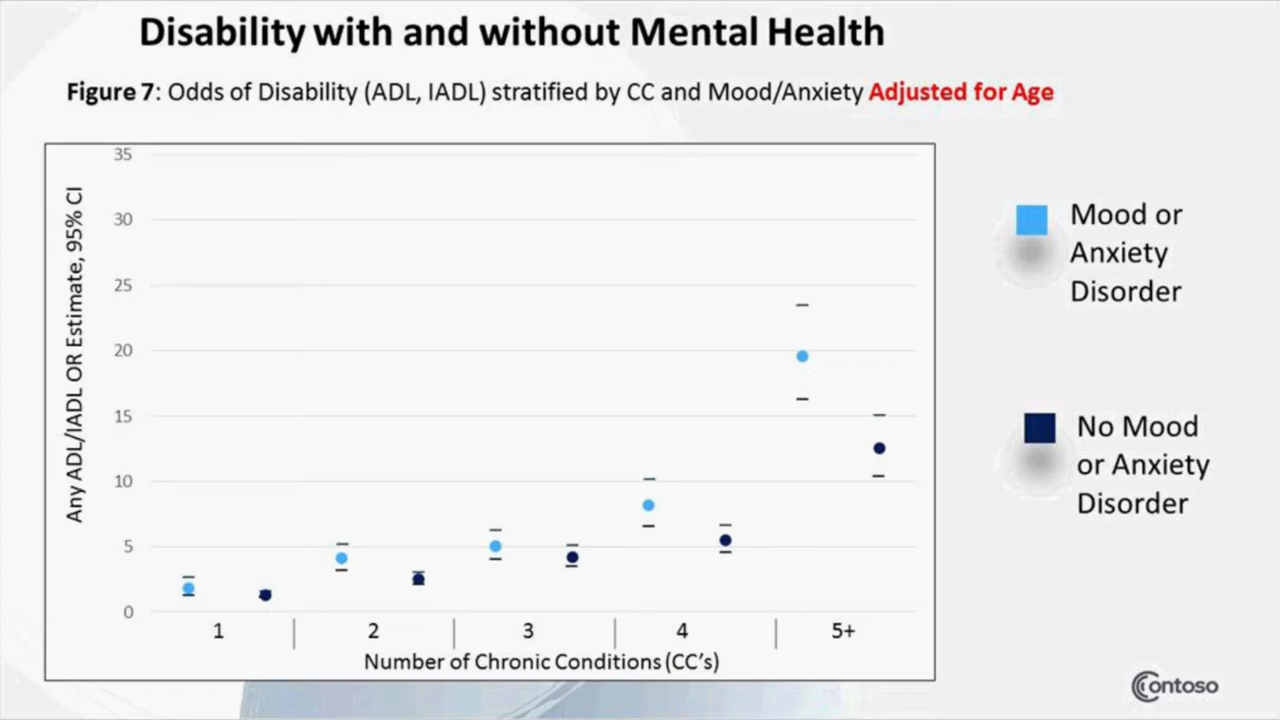 Disability with and without Mental Health
Figure 7: Odds of Disability (ADL, IADL) stratified by CC and Mood/Anxiety Adjusted for Age
Any ADL/IADL OR Estimate, 95% CI
35
30
25
20
15
10
5
0
1 2 3 4 5+
Number of Chronic Conditions (CC’s)
Mood or
Anxiety
Disorder
No Mood
or Anxiety
Disorder
Contoso